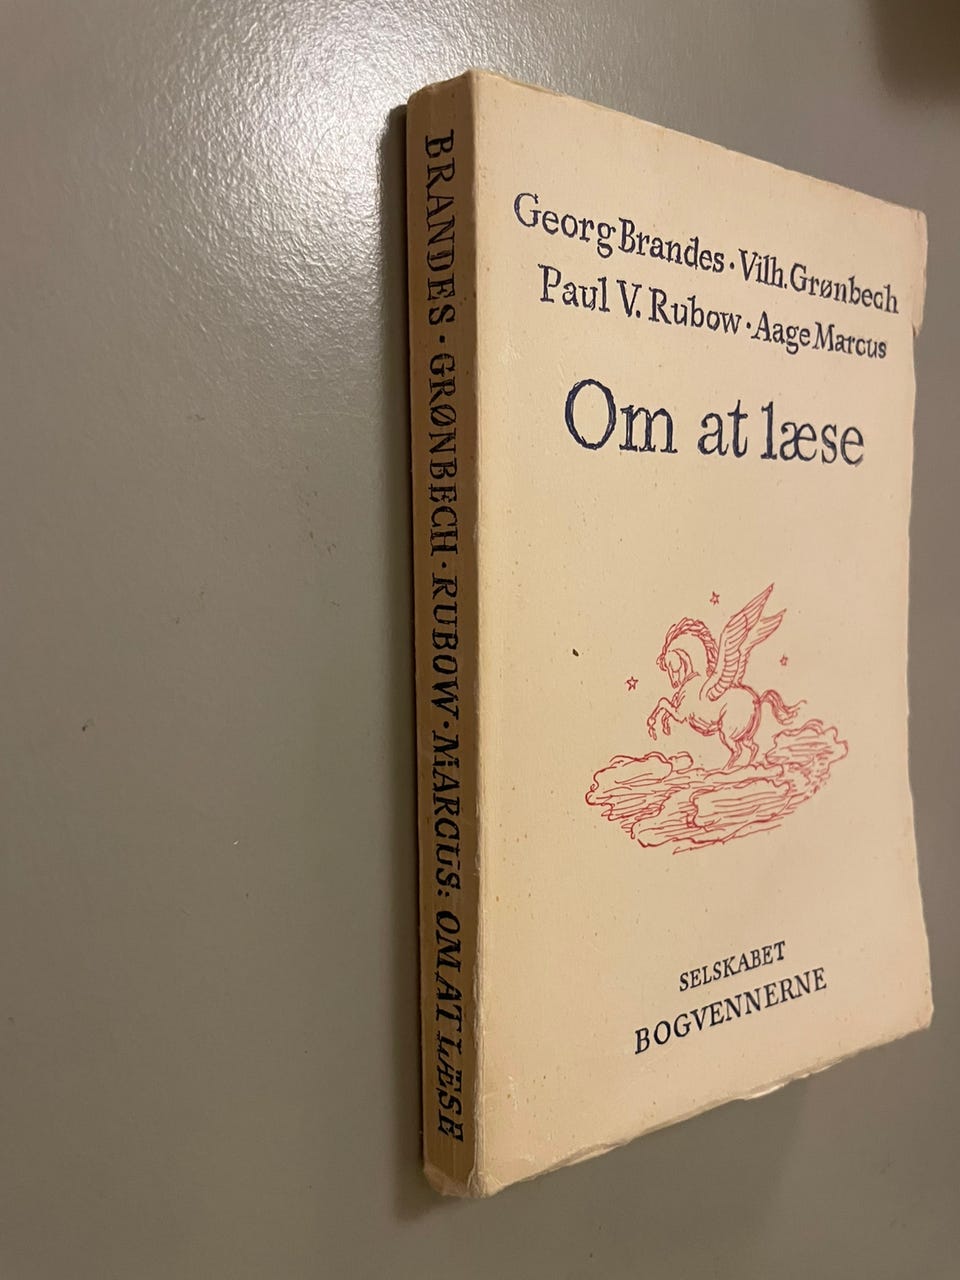 BRANDES · GRØNBECH · RUBOW · MARCUS: OM AT LÆSE
Georg Brandes · Vilh. Grønbech
Paul V. Rubow · Aage Marcus
Om at læse
SELSKABET
BOGVENNERNE